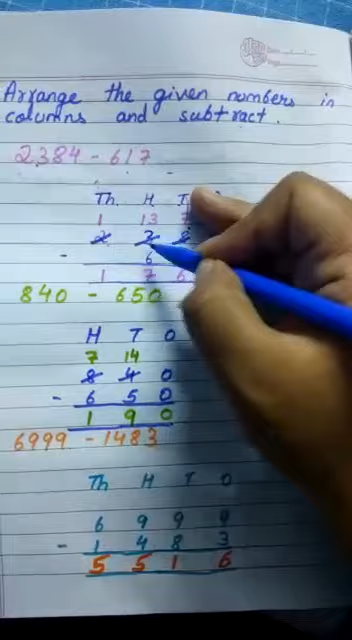 Arrange the given numbers in
columns and subtract.
2384 - 617
Th H T
1 13 7
2 3 8
- 6
1 7 6
840 - 650
H T O
7 14
8 4 0
- 6 5 0
1 9 0
6999 - 1483
Th H T O
6 9 9 9
- 1 4 8 3
5 5 1 6